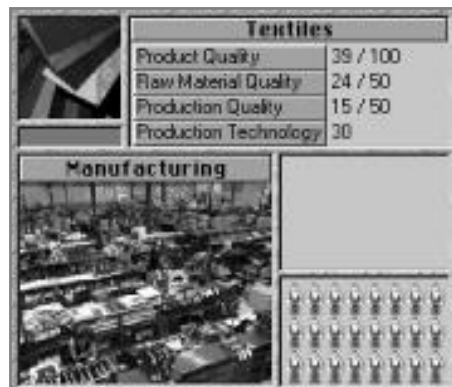 Textiles
Product Quality 39 / 100
Raw Material Quality 24 / 50
Production Quality 15 / 50
Production Technology 30
Manufacturing